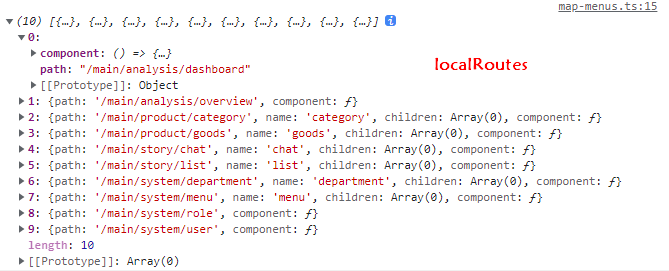 map-menus.ts:15
▼ (10) [{…}, {…}, {…}, {…}, {…}, {…}, {…}, {…}, {…}, {…}] i
▼ 0:
▶ component: () => {…}
path: "/main/analysis/dashboard"
localRoutes
▶ [[Prototype]]: Object
▶ 1: {path: '/main/analysis/overview', component: ƒ}
▶ 2: {path: '/main/product/category', name: 'category', children: Array(0), component: ƒ}
▶ 3: {path: '/main/product/goods', name: 'goods', children: Array(0), component: ƒ}
▶ 4: {path: '/main/story/chat', name: 'chat', children: Array(0), component: ƒ}
▶ 5: {path: '/main/story/list', name: 'list', children: Array(0), component: ƒ}
▶ 6: {path: '/main/system/department', name: 'department', children: Array(0), component: ƒ}
▶ 7: {path: '/main/system/menu', name: 'menu', children: Array(0), component: ƒ}
▶ 8: {path: '/main/system/role', component: ƒ}
▶ 9: {path: '/main/system/user', component: ƒ}
length: 10
▶ [[Prototype]]: Array(0)